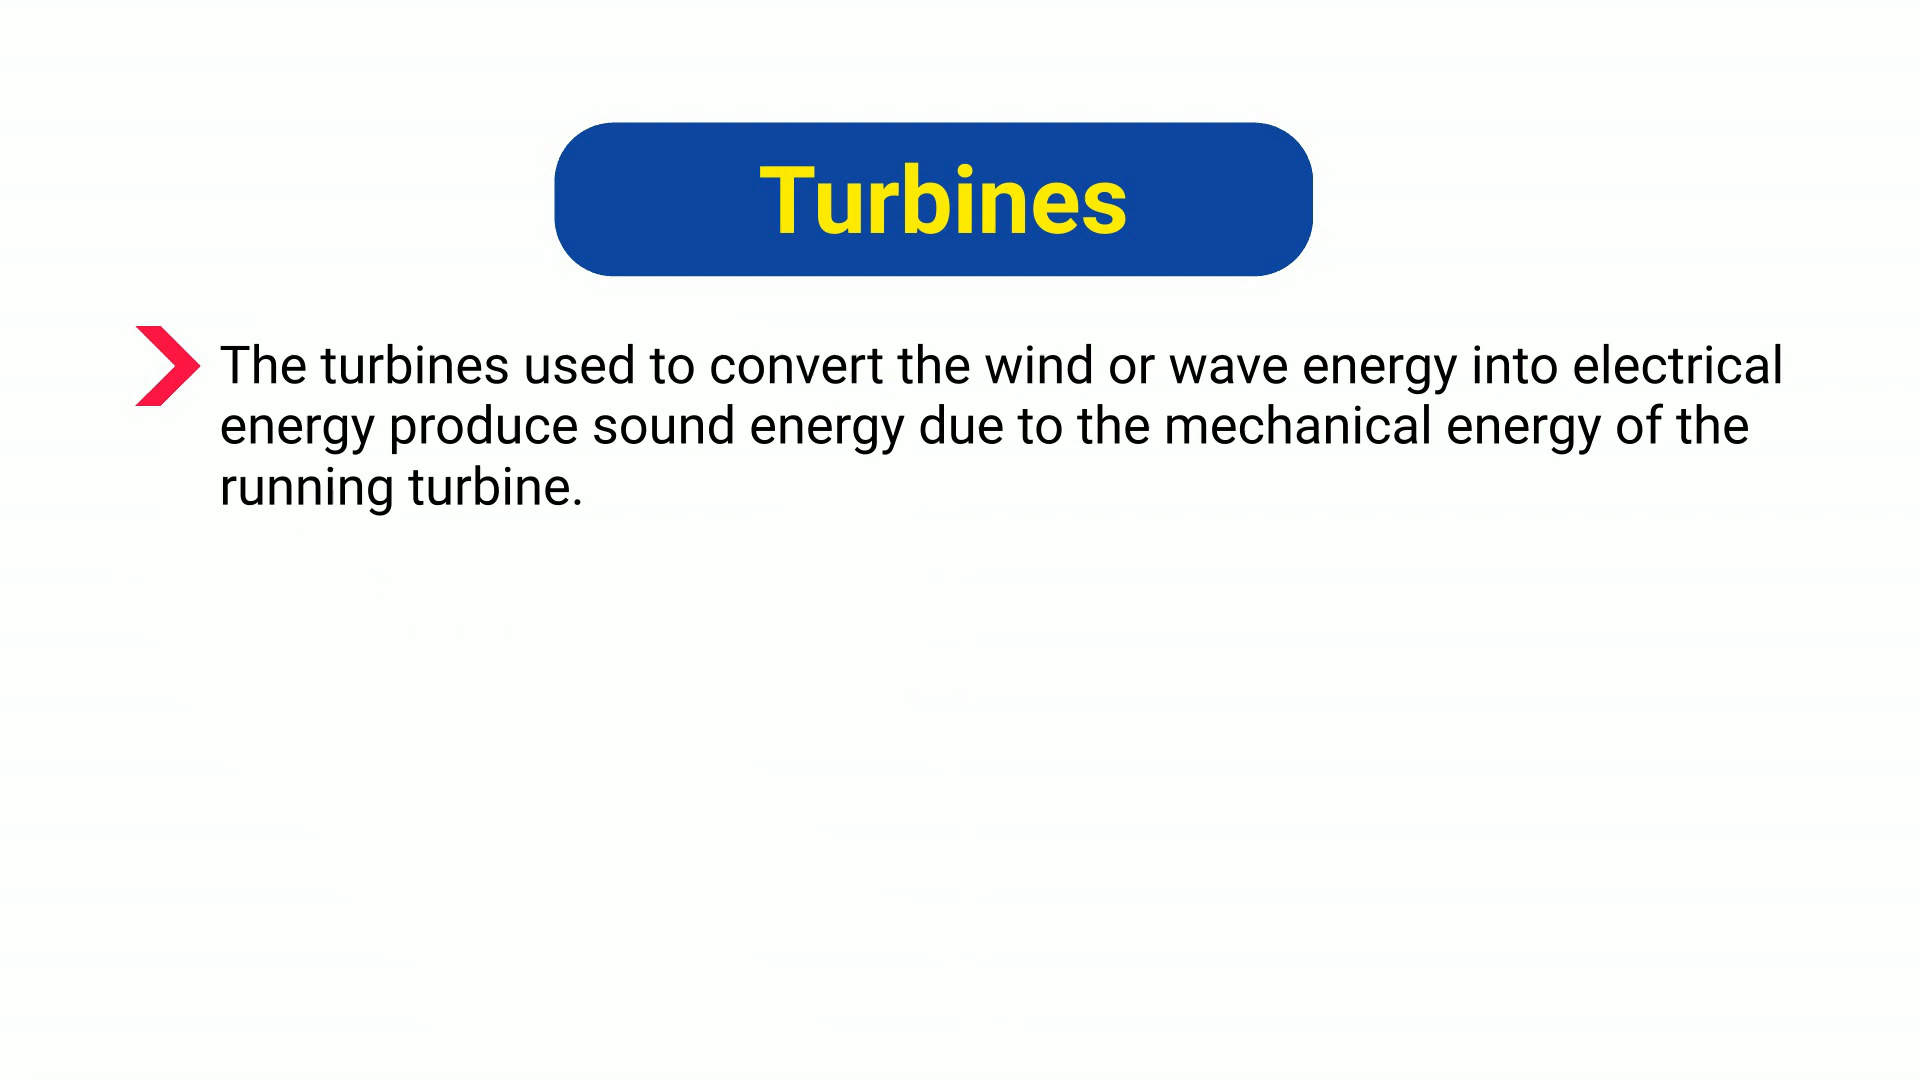 Turbines
The turbines used to convert the wind or wave energy into electrical
energy produce sound energy due to the mechanical energy of the
running turbine.